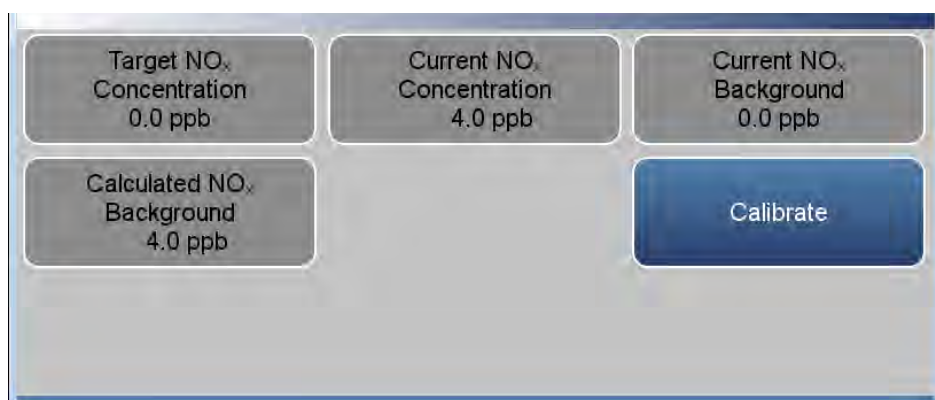 Target NOₓ
Concentration
0.0 ppb
Current NOₓ
Concentration
4.0 ppb
Current NOₓ
Background
0.0 ppb
Calculated NOₓ
Background
4.0 ppb
Calibrate